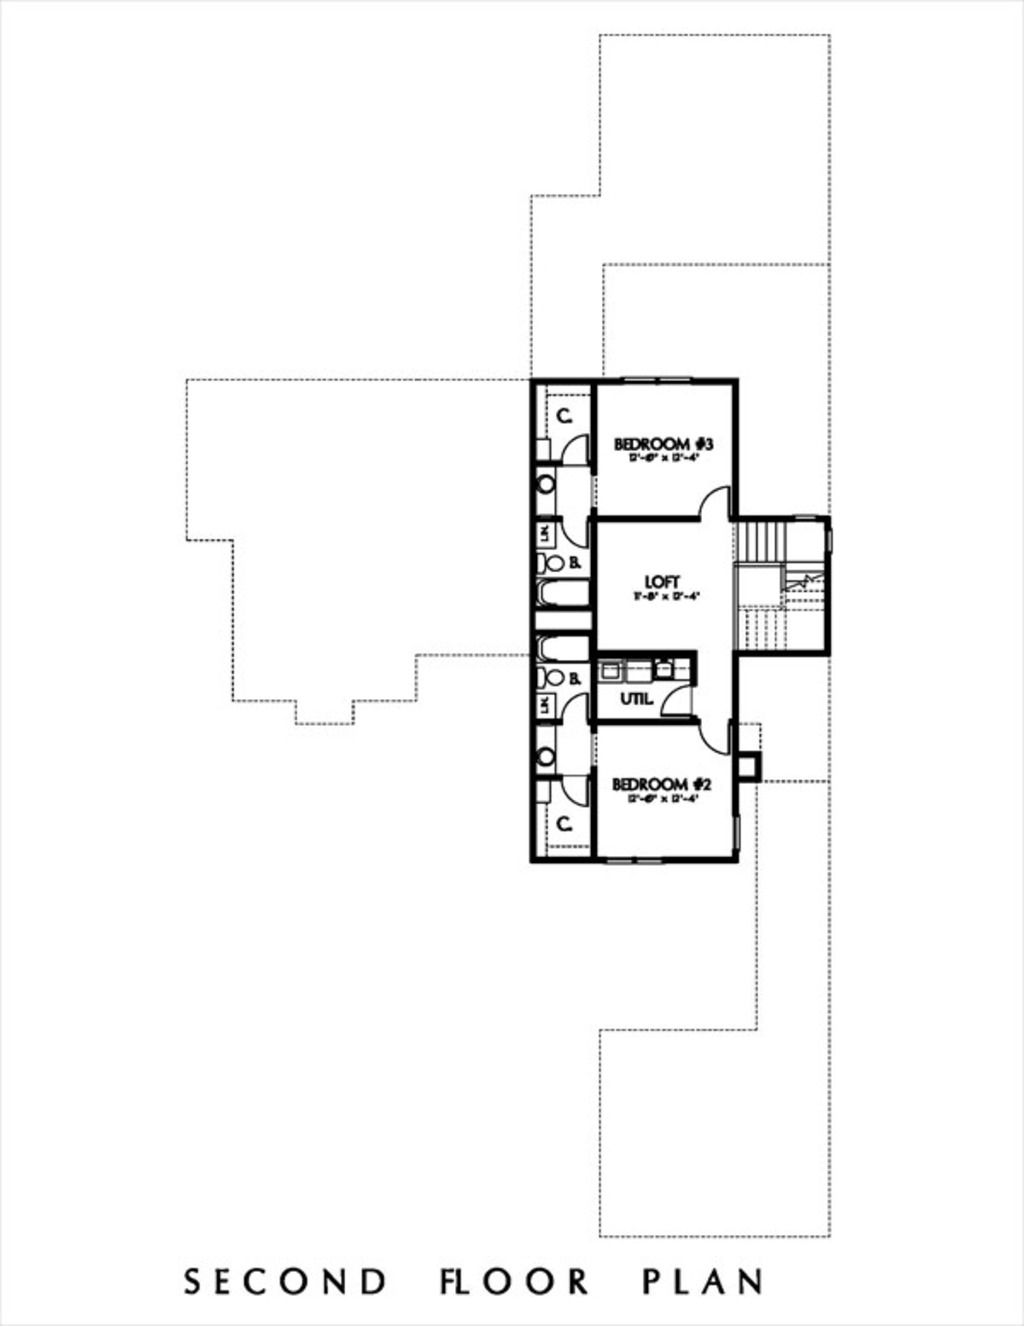 C.
BEDROOM #3
12'-6" x 12'-4"
LIN.
B.
LOFT
11'-8" x 12'-4"
B.
UTIL.
LIN.
BEDROOM #2
12'-6" x 12'-4"
C.
SECOND FLOOR PLAN